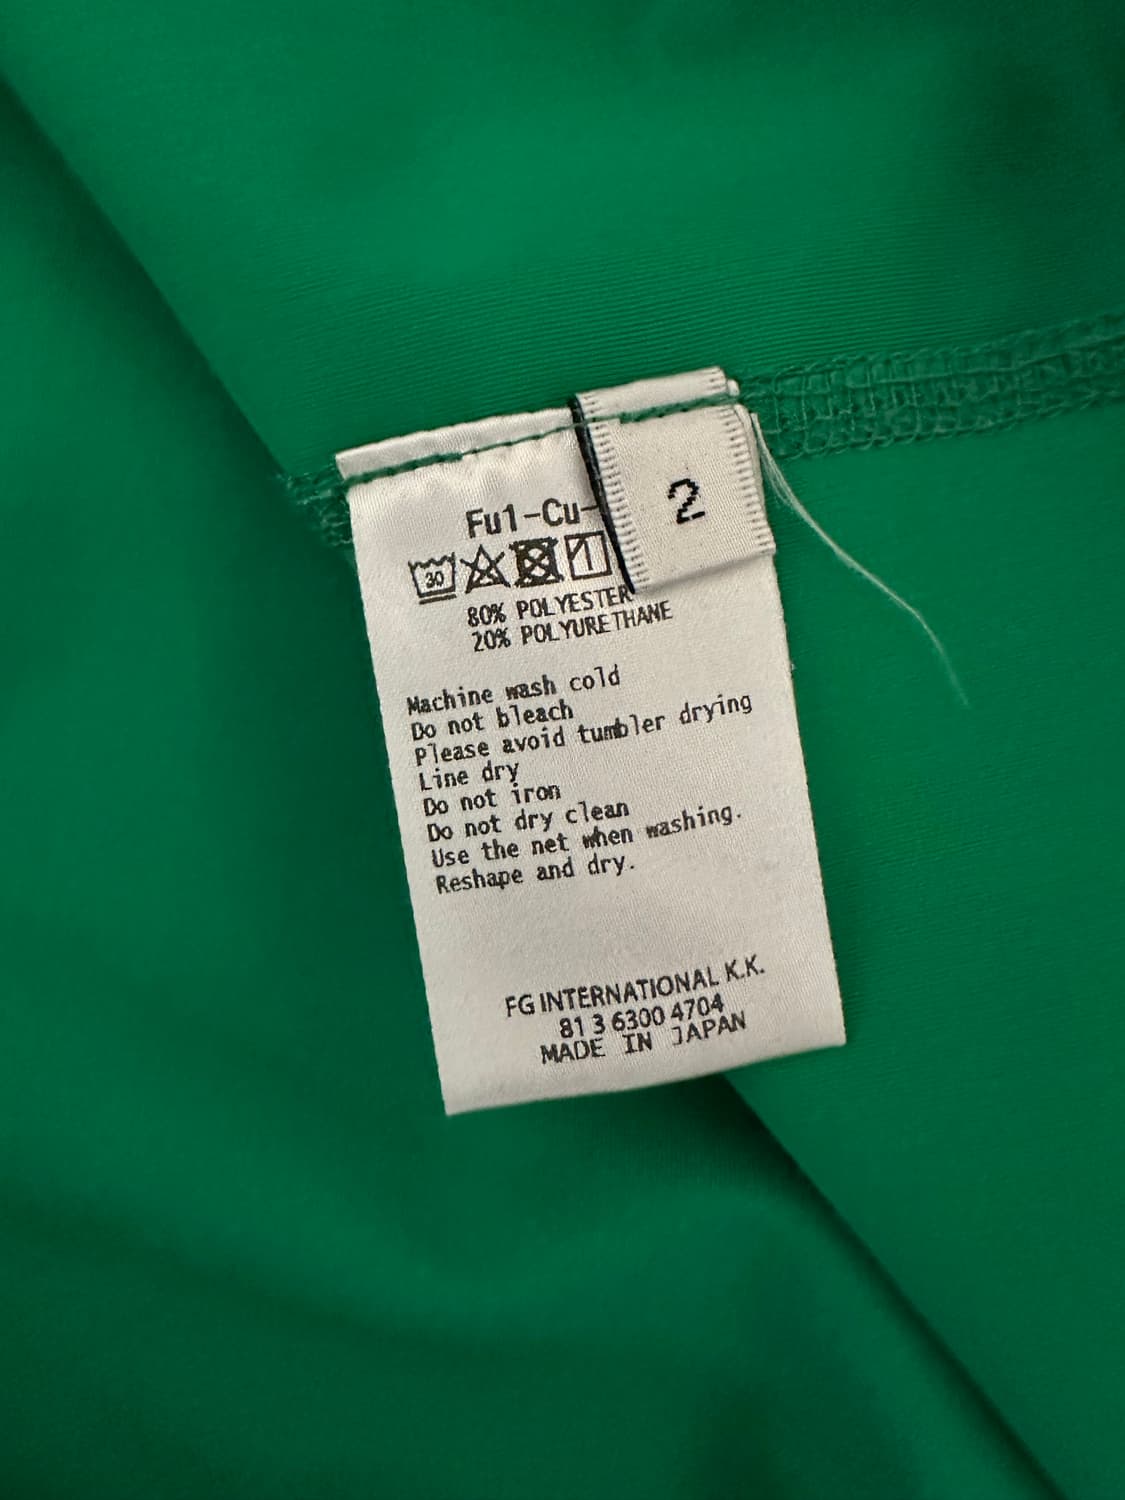 2
Fu1-Cu-
30
80% POLYESTER
20% POLYURETHANE
Machine wash cold
Do not bleach
Please avoid tumbler drying
Line dry
Do not iron
Do not dry clean
Use the net when washing.
Reshape and dry.
FG INTERNATIONAL K.K.
81 3 6300 4704
MADE IN JAPAN